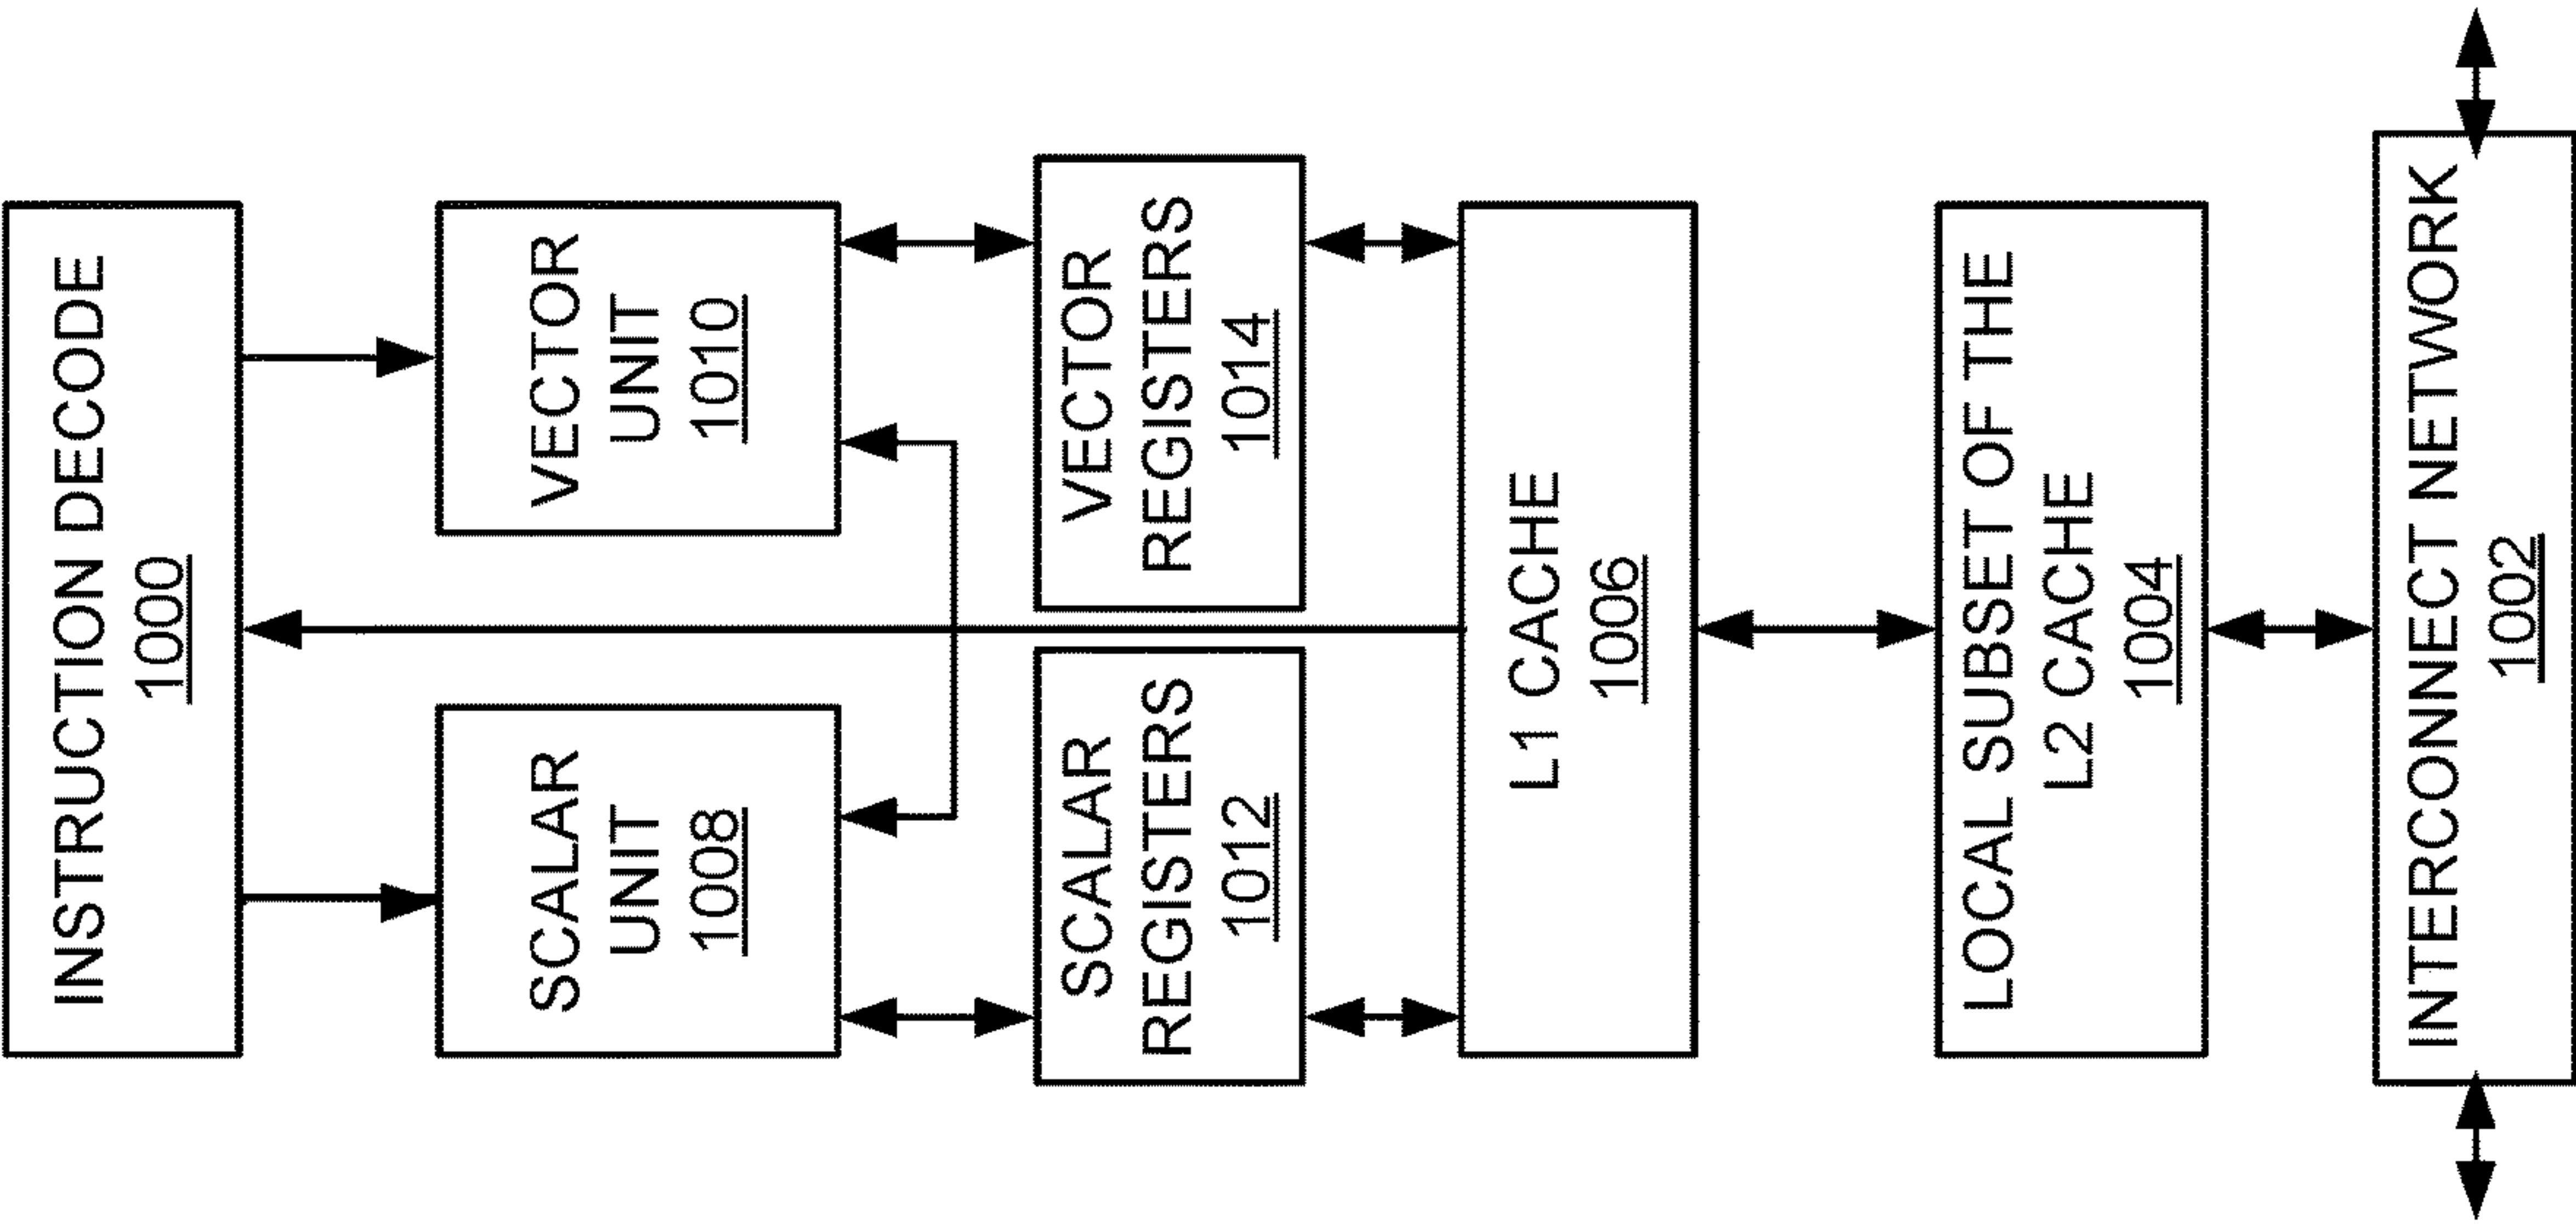 INSTRUCTION DECODE
1000
SCALAR
UNIT
1008
VECTOR
UNIT
1010
SCALAR
REGISTERS
1012
VECTOR
REGISTERS
1014
L1 CACHE
1006
LOCAL SUBSET OF THE
L2 CACHE
1004
INTERCONNECT NETWORK
1002